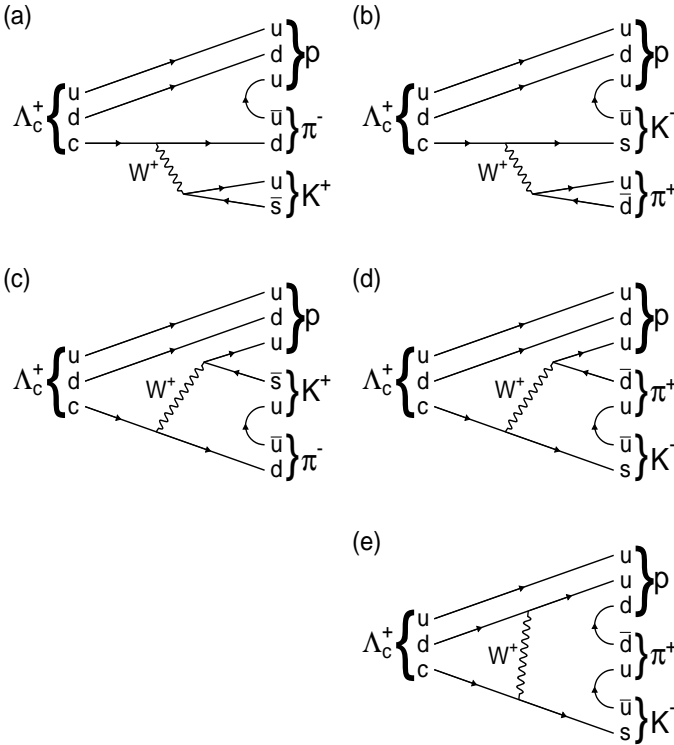 (a)
u
d
u
p
Λc+
u
d
c
ū
d
π-
W+
u
s̄
K+
(b)
u
d
u
p
Λc+
u
d
c
ū
s
K-
W+
u
d̄
π+
(c)
u
d
u
p
Λc+
u
d
c
W+
s̄
u
K+
ū
d
π-
(d)
u
d
u
p
Λc+
u
d
c
W+
d̄
u
π+
ū
s
K-
(e)
u
u
d
p
Λc+
u
d
c
W+
d̄
u
π+
ū
s
K-